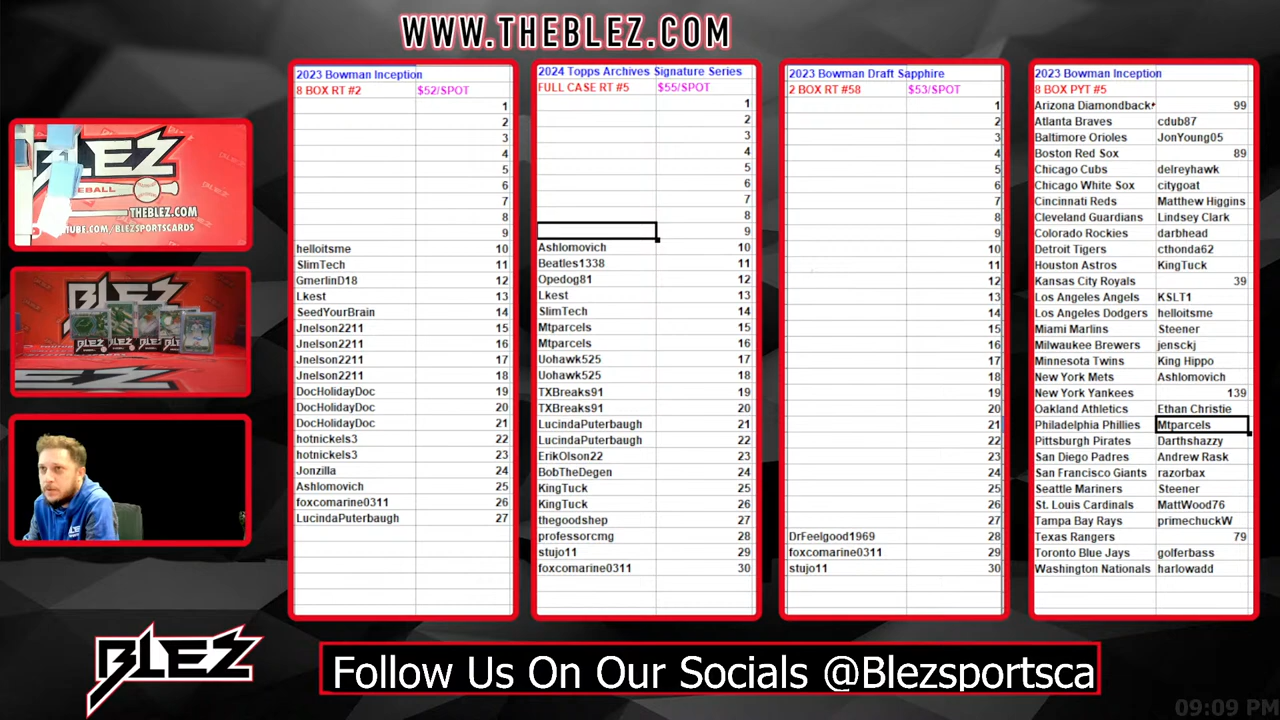 WWW.THEBLEZ.COM
BLEZ
BASEBALL
THEBLEZ.COM
YOUTUBE.COM/BLEZSPORTSCARDS
BLEZ
2023 Bowman Inception
8 BOX RT #2 $52/SPOT
1
2
3
4
5
6
7
8
9
helloitsme 10
SlimTech 11
GmerlinD18 12
Lkest 13
SeedYourBrain 14
Jnelson2211 15
Jnelson2211 16
Jnelson2211 17
Jnelson2211 18
DocHolidayDoc 19
DocHolidayDoc 20
DocHolidayDoc 21
hotnickels3 22
hotnickels3 23
Jonzilla 24
Ashlomovich 25
foxcomarine0311 26
LucindaPuterbaugh 27
2024 Topps Archives Signature Series
FULL CASE RT #5 $55/SPOT
1
2
3
4
5
6
7
8
9
Ashlomovich 10
Beatles1338 11
Opedog81 12
Lkest 13
SlimTech 14
Mtparcels 15
Mtparcels 16
Uohawk525 17
Uohawk525 18
TXBreaks91 19
TXBreaks91 20
LucindaPuterbaugh 21
LucindaPuterbaugh 22
ErikOlson22 23
BobTheDegen 24
KingTuck 25
KingTuck 26
thegoodshep 27
professorcmg 28
stujo11 29
foxcomarine0311 30
2023 Bowman Draft Sapphire
2 BOX RT #58 $53/SPOT
1
2
3
4
5
6
7
8
9
10
11
12
13
14
15
16
17
18
19
20
21
22
23
24
25
26
27
DrFeelgood1969 28
foxcomarine0311 29
stujo11 30
2023 Bowman Inception
8 BOX PYT #5
Arizona Diamondback 99
Atlanta Braves cdub87
Baltimore Orioles JonYoung05
Boston Red Sox 89
Chicago Cubs delreyhawk
Chicago White Sox citygoat
Cincinnati Reds Matthew Higgins
Cleveland Guardians Lindsey Clark
Colorado Rockies darbhead
Detroit Tigers cthonda62
Houston Astros KingTuck
Kansas City Royals 39
Los Angeles Angels KSLT1
Los Angeles Dodgers helloitsme
Miami Marlins Steener
Milwaukee Brewers jensckj
Minnesota Twins King Hippo
New York Mets Ashlomovich
New York Yankees 139
Oakland Athletics Ethan Christie
Philadelphia Phillies Mtparcels
Pittsburgh Pirates Darthshazzy
San Diego Padres Andrew Rask
San Francisco Giants razorbax
Seattle Mariners Steener
St. Louis Cardinals MattWood76
Tampa Bay Rays primechuckW
Texas Rangers 79
Toronto Blue Jays golferbass
Washington Nationals harlowadd
BLEZ
Follow Us On Our Socials @Blezsportsca
09:09 PM